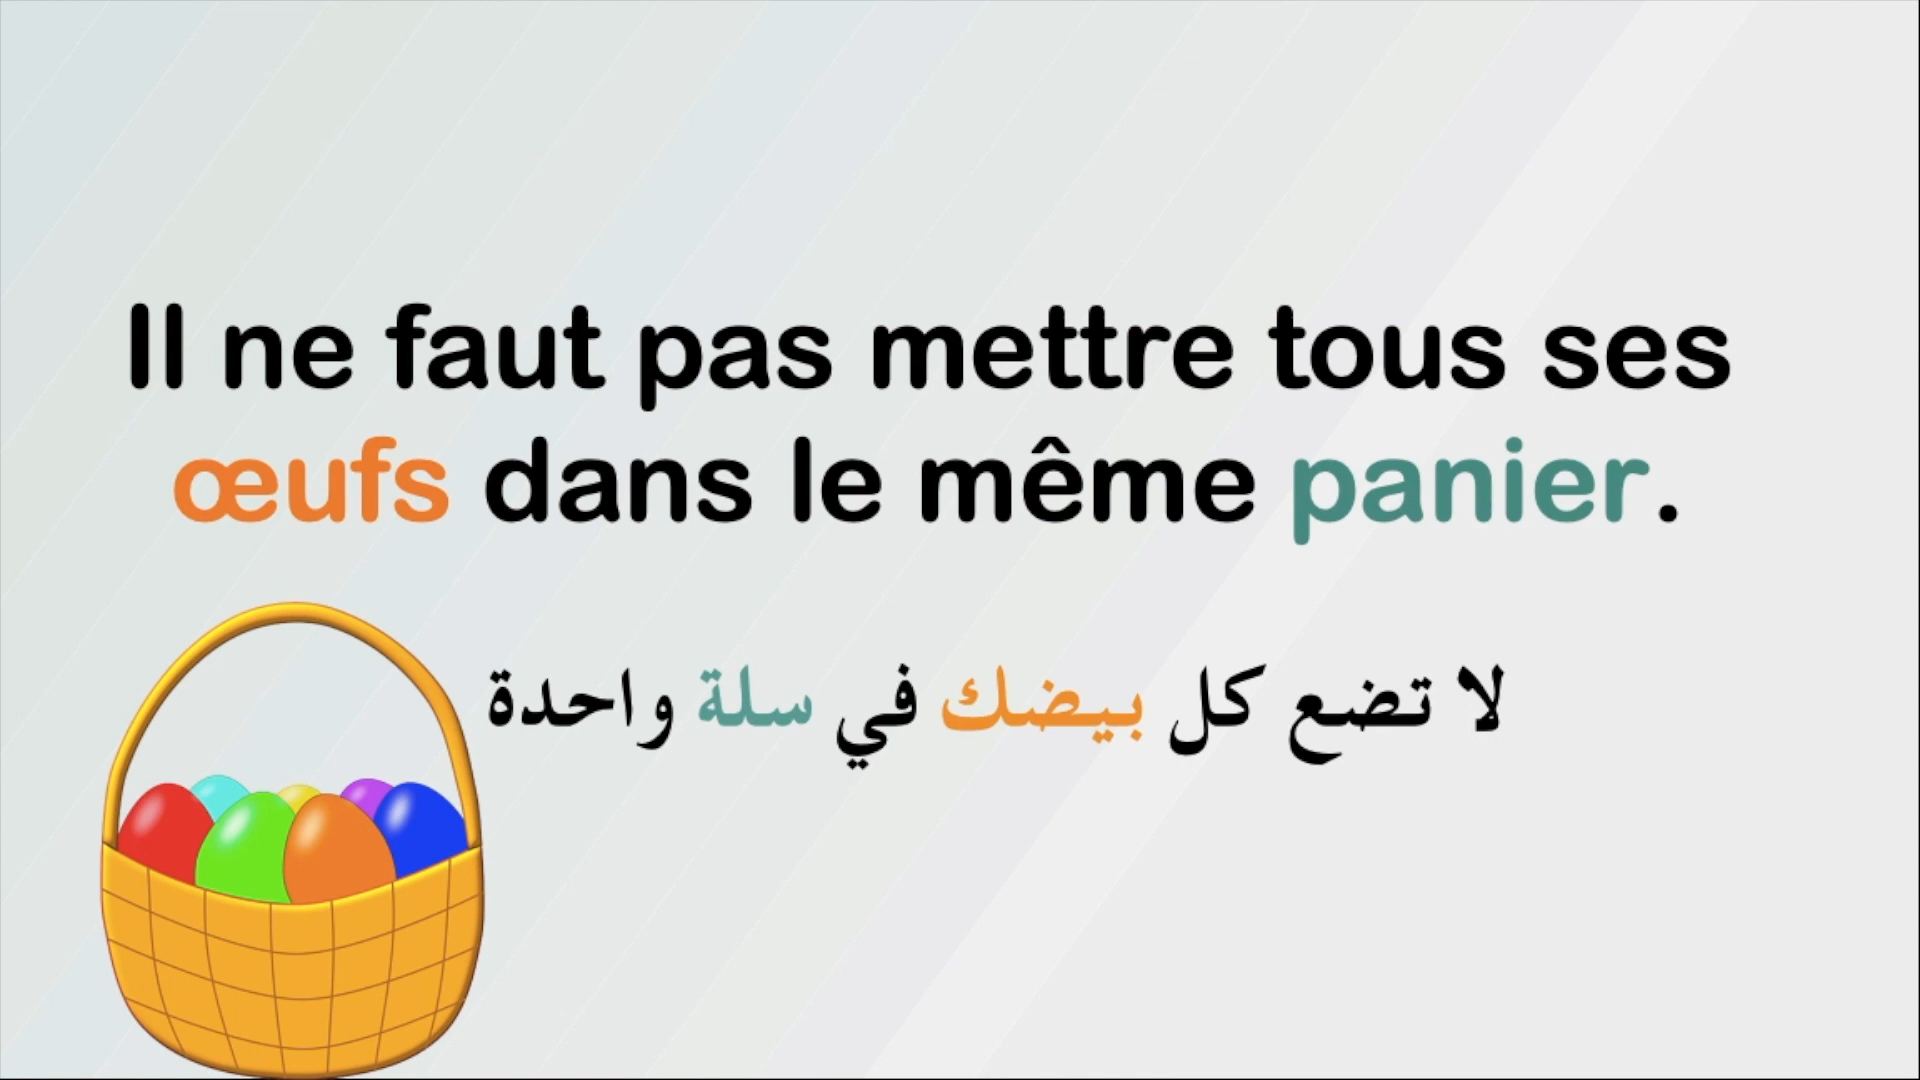 Il ne faut pas mettre tous ses
œufs dans le même panier.
لا تضع كل بيضك في سلة واحدة